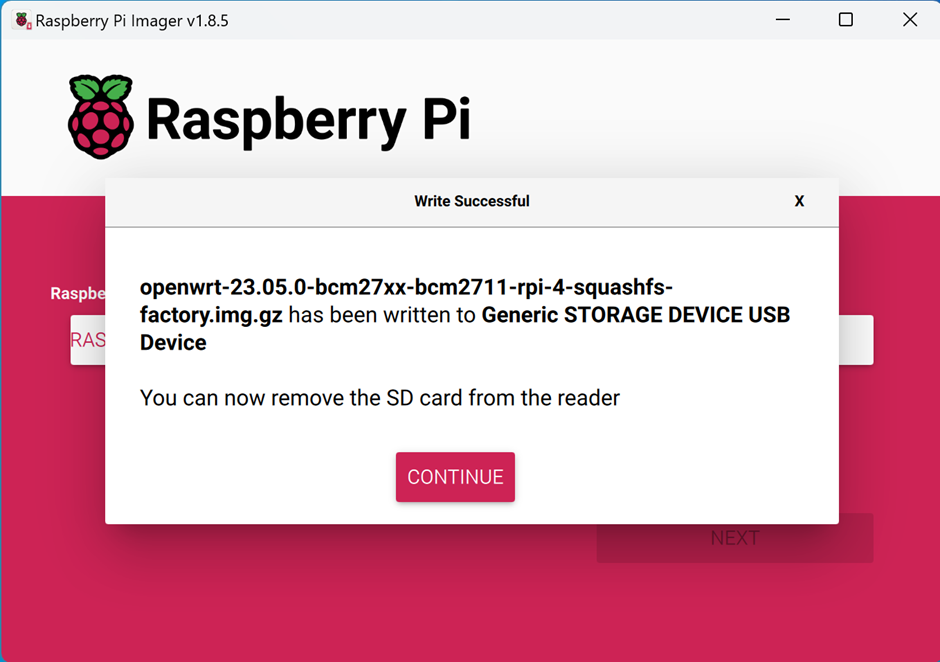 Raspberry Pi Imager v1.8.5
Raspberry Pi
Write Successful
X
openwrt-23.05.0-bcm27xx-bcm2711-rpi-4-squashfs-
factory.img.gz has been written to Generic STORAGE DEVICE USB
Device
Raspbe
RAS
You can now remove the SD card from the reader
CONTINUE
NEXT